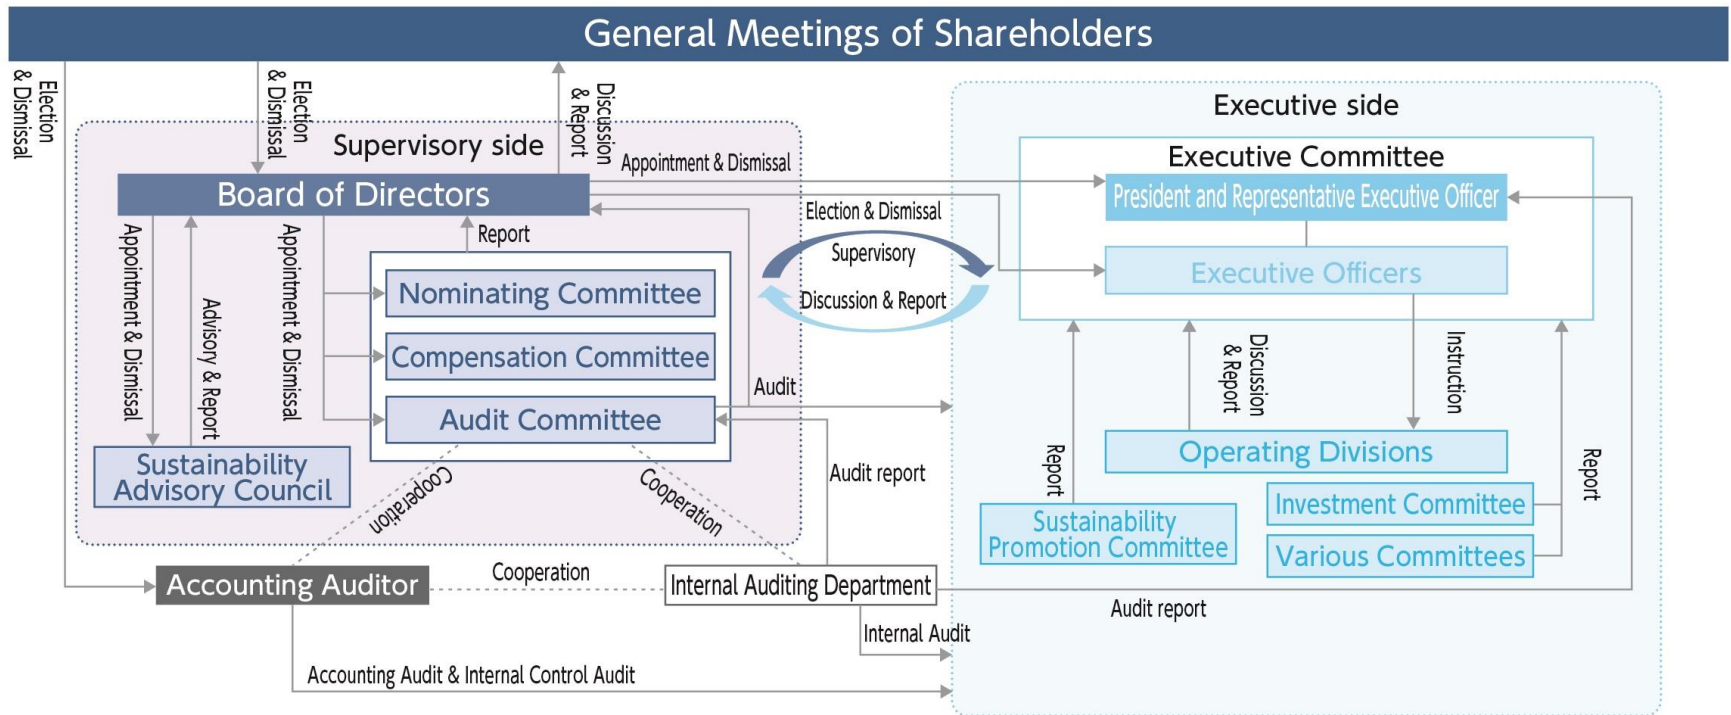 General Meetings of Shareholders
Election
& Dismissal
Election
& Dismissal
Discussion
& Report
Supervisory side
Board of Directors
Appointment & Dismissal
Election & Dismissal
Supervisory
Discussion & Report
Executive side
Executive Committee
President and Representative Executive Officer
Executive Officers
Appointment & Dismissal
Advisory & Report
Appointment & Dismissal
Report
Nominating Committee
Compensation Committee
Audit Committee
Sustainability
Advisory Council
Cooperation
Cooperation
Audit
Audit report
Discussion
& Report
Instruction
Operating Divisions
Report
Report
Sustainability
Promotion Committee
Investment Committee
Various Committees
Accounting Auditor
Cooperation
Internal Auditing Department
Audit report
Internal Audit
Accounting Audit & Internal Control Audit